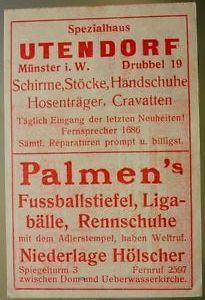 Spezialhaus
UTENDORF
Münster i. W. Drubbel 19
Schirme, Stöcke, Handschuhe
Hosenträger, Cravatten
Täglich Eingang der letzten Neuheiten!
Fernsprecher 1686
Sämtl. Reparaturen prompt u. billigst.
Palmen's
Fussballstiefel, Liga-
bälle, Rennschuhe
mit dem Adlerstempel, haben Weltruf.
Niederlage Hölscher
Spiegelturm 3 Fernruf 2597
zwischen Dom und Ueberwasserkirche.